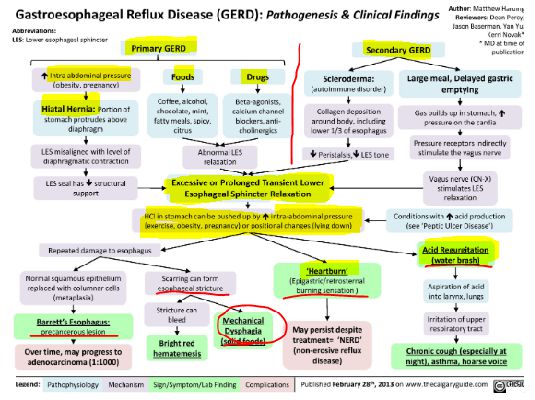 Gastroesophageal Reflux Disease (GERD): Pathogenesis & Clinical Findings
Author: Matthew Harding
Reviewers: Dean Percy,
Jason Baserman, Yan Yu
Kerri Novak*
* MD at time of
publication
Abbreviations:
LES: Lower esophageal sphincter
Primary GERD
Secondary GERD
↑ Intra abdominal pressure
(obesity, pregnancy)
Foods
Drugs
Scleroderma:
(autoimmune disorder)
Large meal, Delayed gastric
emptying
Hiatal Hernia: Portion of
stomach protrudes above
diaphragm
Coffee, alcohol,
chocolate, mint,
fatty meals, spicy,
citrus
Beta-agonists,
calcium channel
blockers, anti-
cholinergics
Collagen deposition
around body, including
lower 1/3 of esophagus
Gas builds up in stomach, ↑
pressure on the cardia
LES misaligned with level of
diaphragmatic contraction
Abnormal LES
relaxation
↓ Peristalsis, ↓ LES tone
Pressure receptors indirectly
stimulate the vagus nerve
LES seal has ↓ structural
support
Excessive or Prolonged Transient Lower
Esophageal Sphincter Relaxation
Vagus nerve (CN-X)
stimulates LES
relaxation
HCl in stomach can be pushed up by ↑ Intra-abdominal pressure
(exercise, obesity, pregnancy) or positional changes (lying down)
Conditions with ↑ acid production
(see 'Peptic Ulcer Disease')
Repeated damage to esophagus
Acid Regurgitation
(water brash)
Normal squamous epithelium
replaced with columnar cells
(metaplasia)
Scarring can form
esophageal stricture
'Heartburn'
(Epigastric/retrosternal
burning sensation )
Aspiration of acid
into larynx, lungs
Barrett's Esophagus:
precancerous lesion
Stricture can
bleed
Mechanical
Dysphagia
(solid foods)
Irritation of upper
respiratory tract
Over time, may progress to
adenocarcinoma (1:1000)
Bright red
hematemesis
May persist despite
treatment= 'NERD'
(non-erosive reflux
disease)
Chronic cough (especially at
night), asthma, hoarse voice
Legend:
Pathophysiology
Mechanism
Sign/Symptom/Lab Finding
Complications
Published February 28th, 2013 on www.thecalgaryguide.com